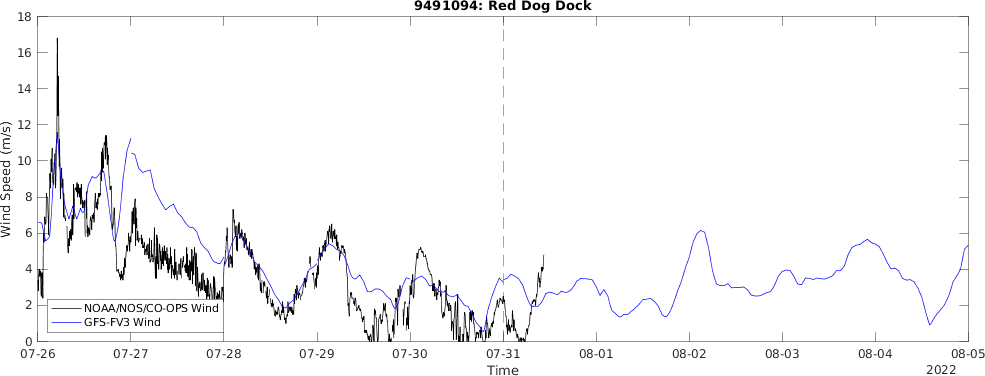 9491094: Red Dog Dock
18
16
14
12
10
8
6
4
2
0
Wind Speed (m/s)
NOAA/NOS/CO-OPS Wind
GFS-FV3 Wind
07-26 07-27 07-28 07-29 07-30 07-31 08-01 08-02 08-03 08-04 08-05
Time
2022